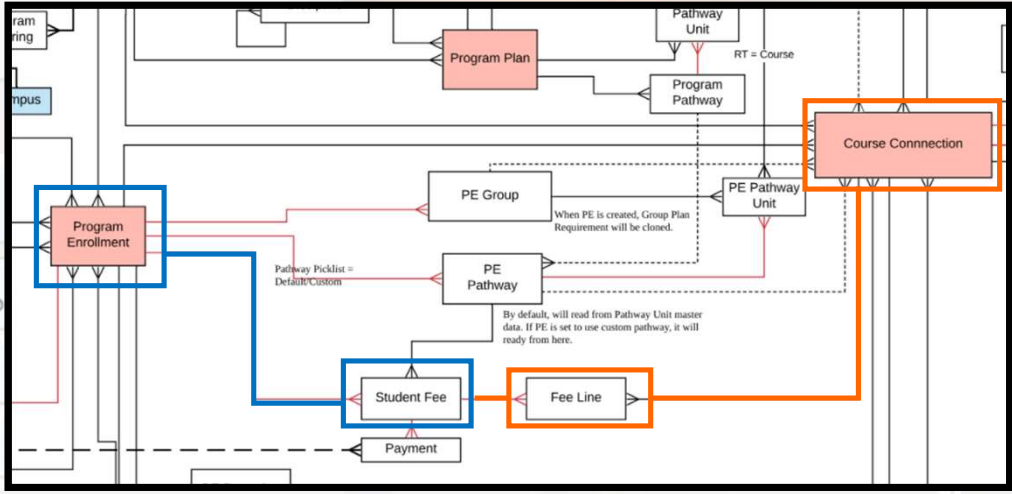 ram
ring
mpus
Program Plan
Pathway
Unit
RT = Course
Program
Pathway
Course Connnection
PE Group
PE Pathway
Unit
When PE is created, Group Plan
Requirement will be cloned.
Program
Enrollment
Pathway Picklist =
Default/Custom
PE
Pathway
By default, will read from Pathway Unit master
data. If PE is set to use custom pathway, it will
ready from here.
Student Fee
Fee Line
Payment